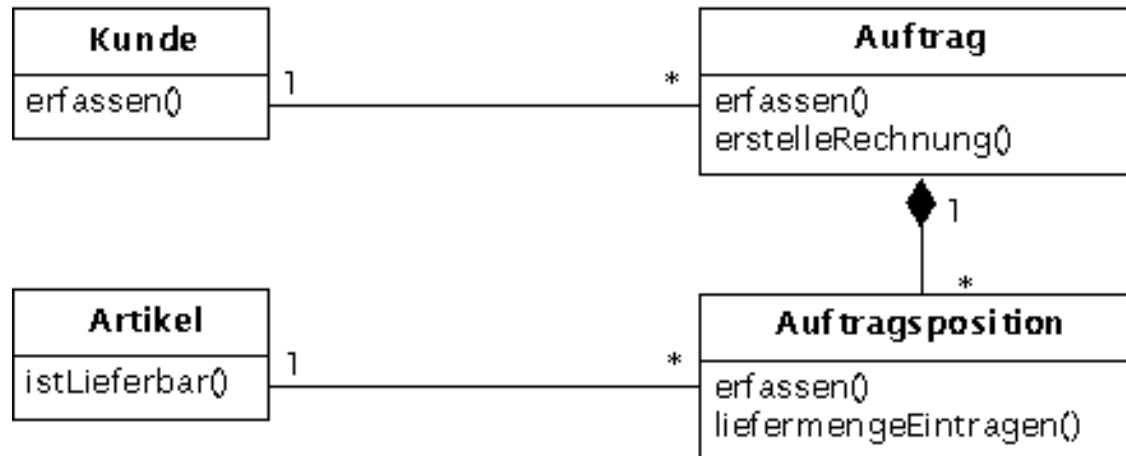 Kunde
erfassen()
1
*
Auftrag
erfassen()
erstelleRechnung()
1
*
Artikel
istLieferbar()
1
*
Auftragsposition
erfassen()
liefermengeEintragen()